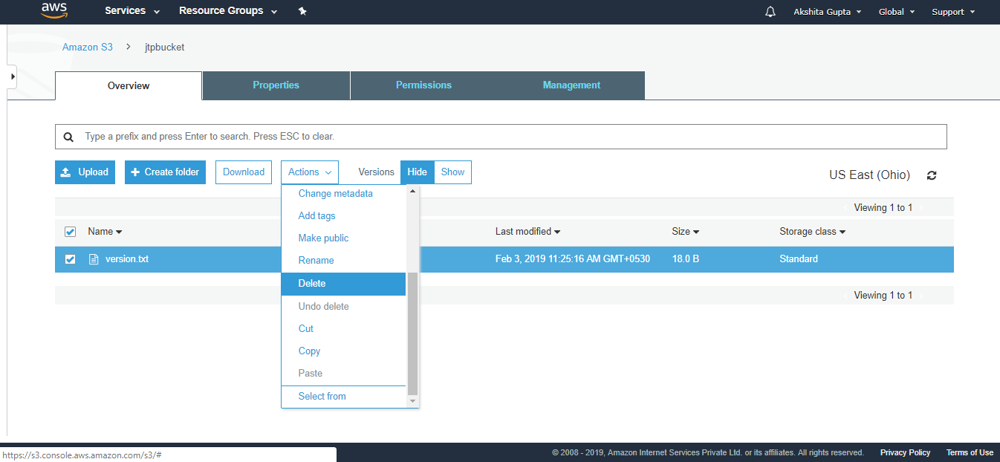 aws Services Resource Groups Akshita Gupta Global Support
Amazon S3 > jtpbucket
Overview Properties Permissions Management
Type a prefix and press Enter to search. Press ESC to clear.
Upload + Create folder Download Actions Versions Hide Show US East (Ohio)
Viewing 1 to 1
Name Last modified Size Storage class
version.txt Feb 3, 2019 11:25:16 AM GMT+0530 18.0 B Standard
Viewing 1 to 1
Change metadata
Add tags
Make public
Rename
Delete
Undo delete
Cut
Copy
Paste
Select from
https://s3.console.aws.amazon.com/s3/# © 2008 - 2019, Amazon Internet Services Private Ltd. or its affiliates. All rights reserved. Privacy Policy Terms of Use